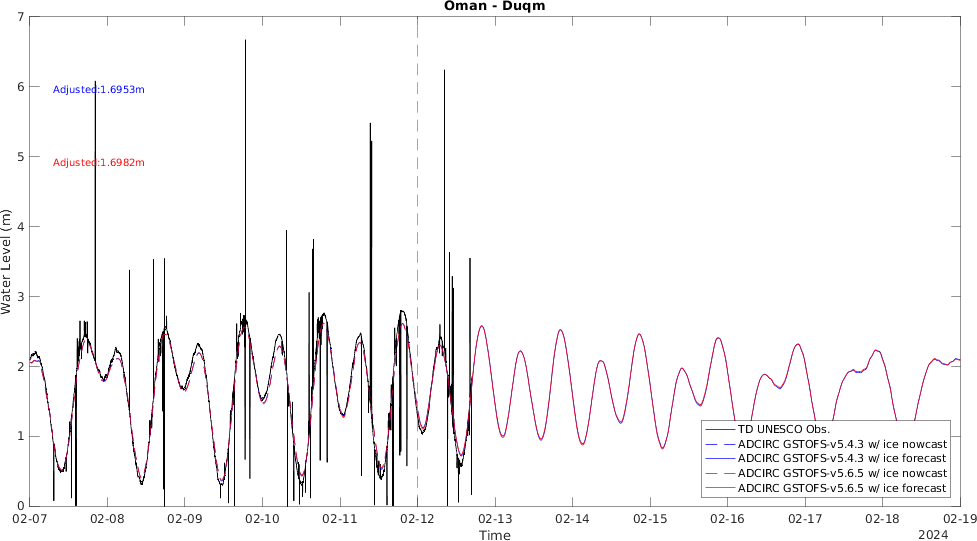 Oman - Duqm
7
6
5
4
3
2
1
0
Water Level (m)
Adjusted:1.6953m
Adjusted:1.6982m
TD UNESCO Obs.
ADCIRC GSTOFS-v5.4.3 w/ ice nowcast
ADCIRC GSTOFS-v5.4.3 w/ ice forecast
ADCIRC GSTOFS-v5.6.5 w/ ice nowcast
ADCIRC GSTOFS-v5.6.5 w/ ice forecast
02-07 02-08 02-09 02-10 02-11 02-12 02-13 02-14 02-15 02-16 02-17 02-18 02-19
Time
2024